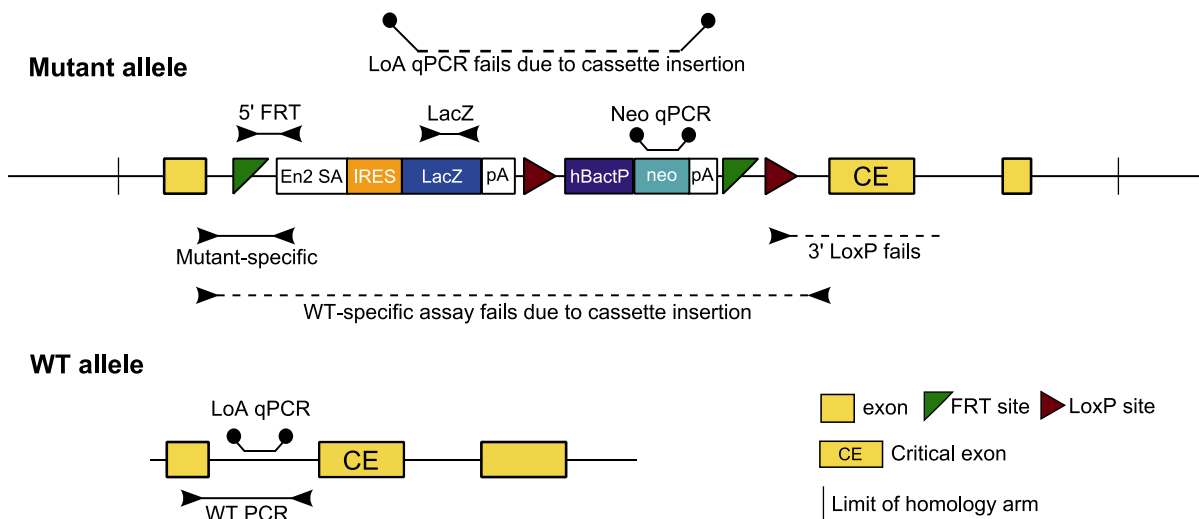 LoA qPCR fails due to cassette insertion
Mutant allele
5' FRT
LacZ
Neo qPCR
En2 SA
IRES
LacZ
pA
hBactP
neo
pA
CE
Mutant-specific
3' LoxP fails
WT-specific assay fails due to cassette insertion
WT allele
LoA qPCR
CE
WT PCR
exon
FRT site
LoxP site
CE
Critical exon
Limit of homology arm